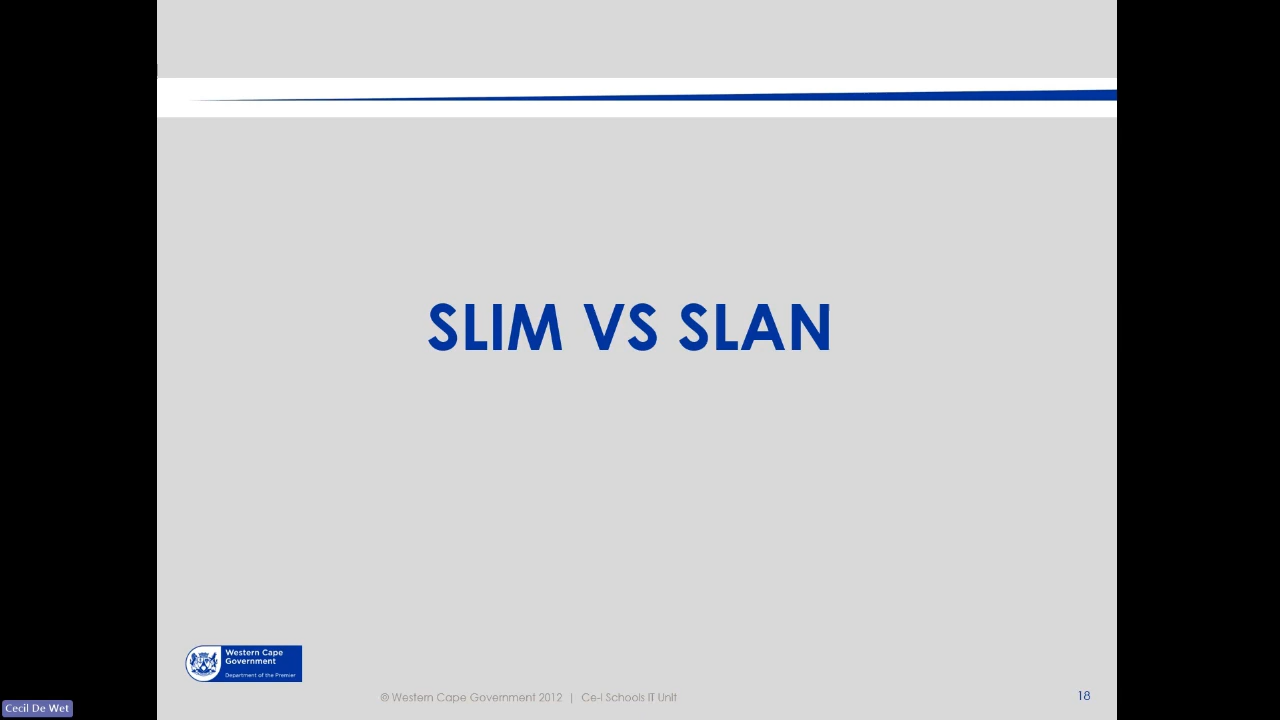 SLIM VS SLAN
Western Cape
Government
Department of the Premier
© Western Cape Government 2012 | Ce-I Schools IT Unit
18
Cecil De Wet